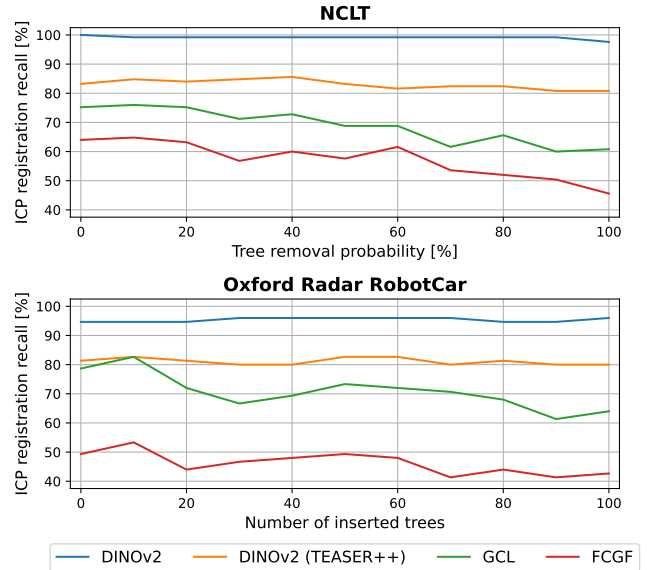 NCLT
ICP registration recall [%]
100
90
80
70
60
50
40
0 20 40 60 80 100
Tree removal probability [%]
Oxford Radar RobotCar
ICP registration recall [%]
100
90
80
70
60
50
40
0 20 40 60 80 100
Number of inserted trees
DINOv2 DINOv2 (TEASER++) GCL FCGF